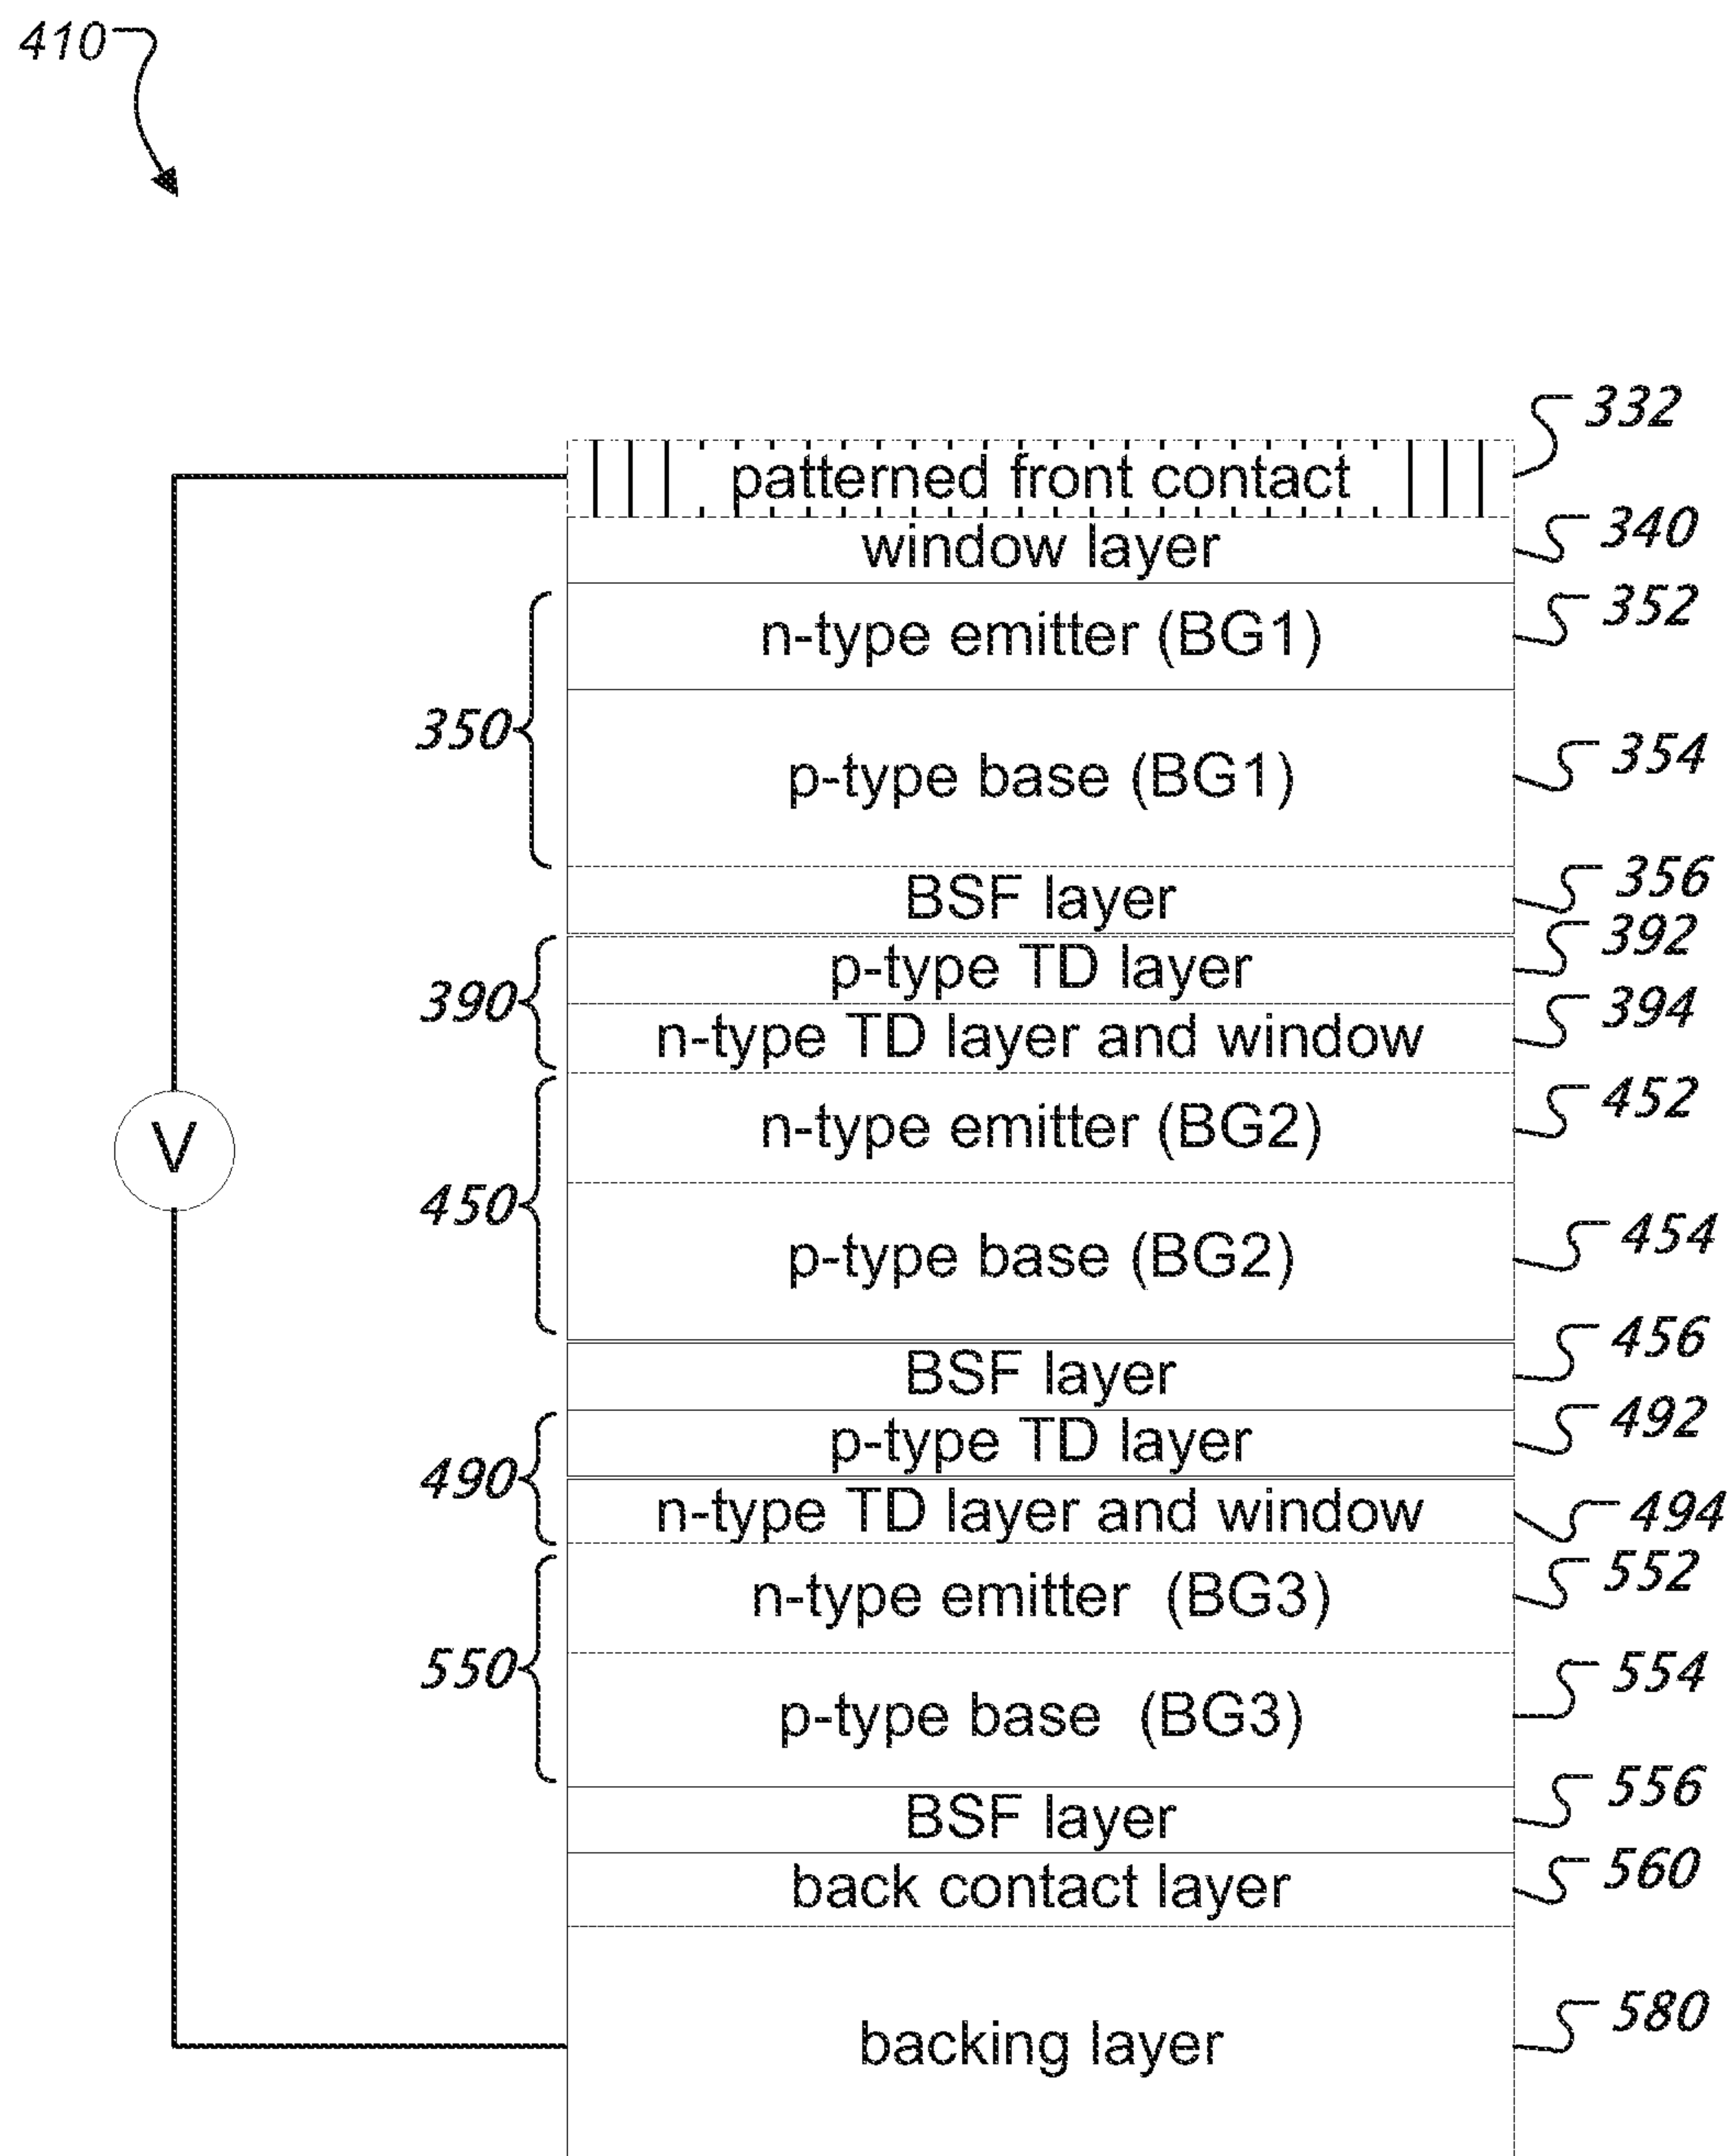 410
332
patterned front contact
340
window layer
352
n-type emitter (BG1)
350
354
p-type base (BG1)
356
BSF layer
392
p-type TD layer
390
394
n-type TD layer and window
452
n-type emitter (BG2)
V
450
454
p-type base (BG2)
456
BSF layer
492
p-type TD layer
490
494
n-type TD layer and window
552
n-type emitter (BG3)
550
554
p-type base (BG3)
556
BSF layer
560
back contact layer
580
backing layer